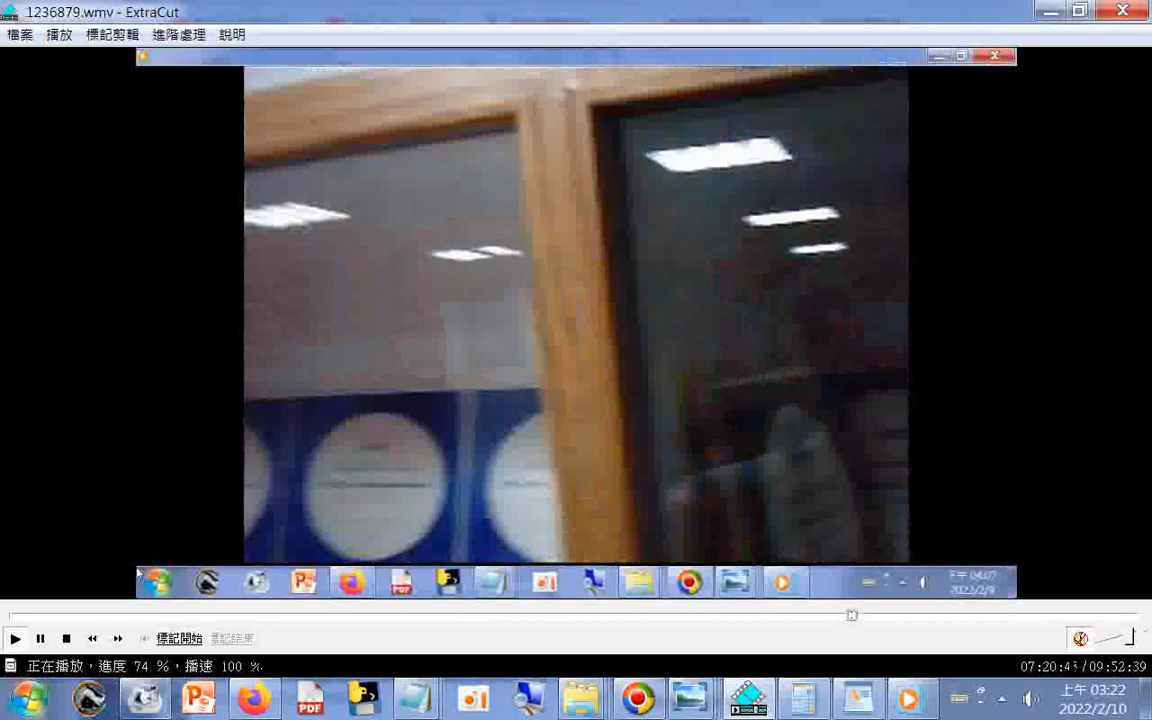 1236879.wmv - ExtraCut
檔案 播放 標記剪輯 進階處理 說明
PDF
下午 04:07
2022/2/9
標記開始 標記結束
正在播放，進度 74 %，播速 100 %.
07:20:43/09:52:39
PDF
上午 03:22
2022/2/10